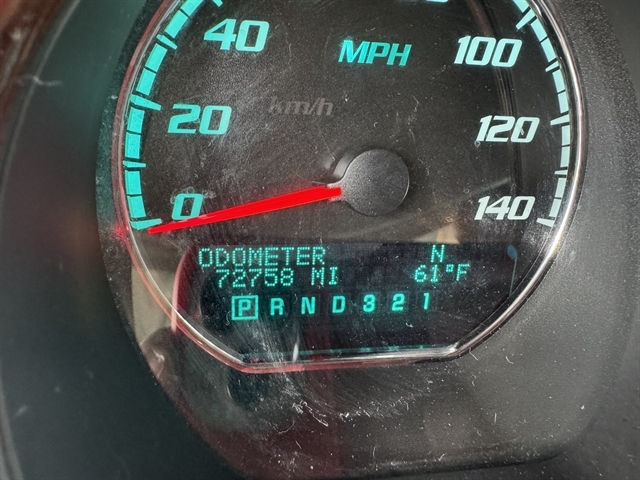 40
MPH
100
km/h
20
120
0
140
ODOMETER N
72758 MI 61°F
P R N D 3 2 1